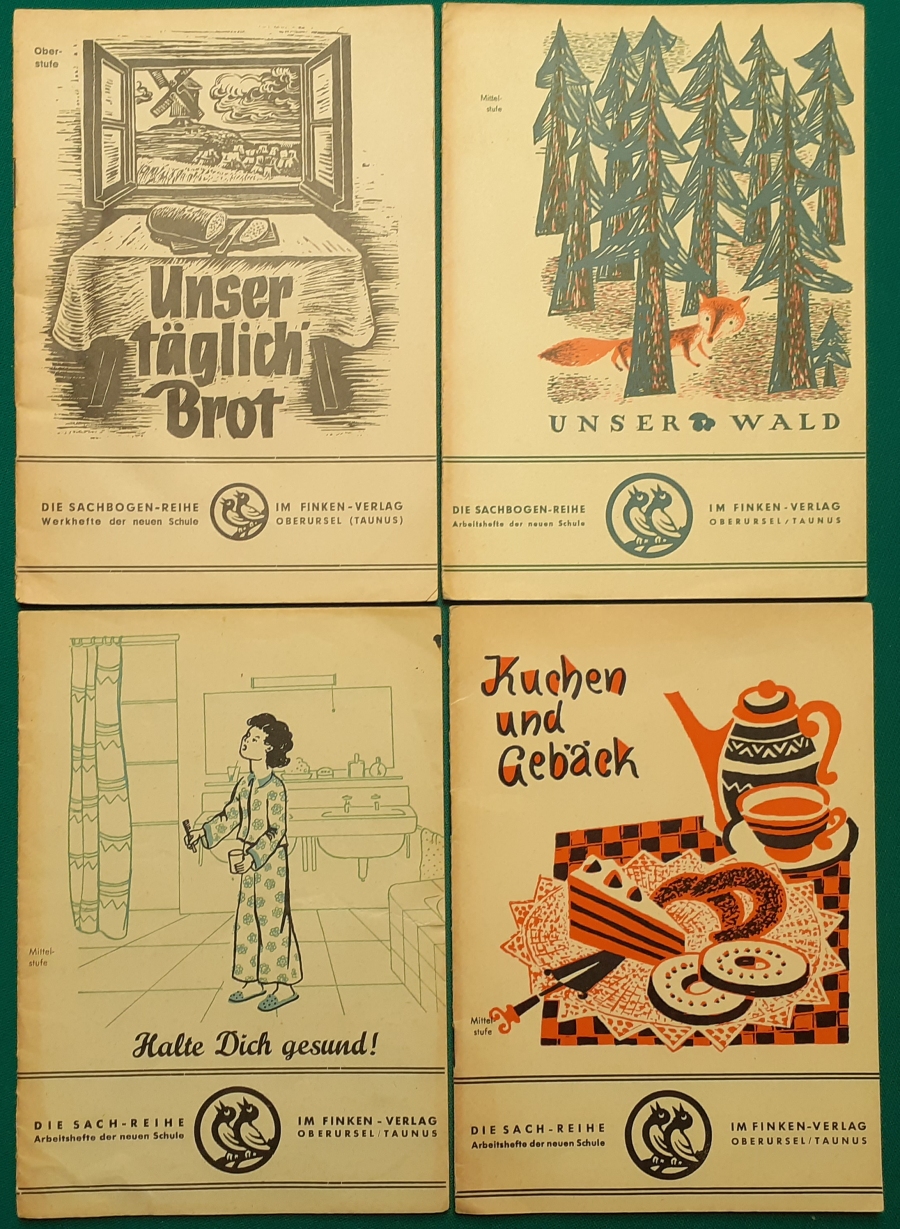 Ober-
stufe
Unser
täglich'
Brot
DIE SACHBOGEN-REIHE
Werkhefte der neuen Schule
IM FINKEN-VERLAG
OBERURSEL (TAUNUS)
Mittel-
stufe
UNSER WALD
DIE SACHBOGEN-REIHE
Arbeitshefte der neuen Schule
IM FINKEN-VERLAG
OBERURSEL/TAUNUS
Mittel-
stufe
Halte Dich gesund!
DIE SACH-REIHE
Arbeitshefte der neuen Schule
IM FINKEN-VERLAG
OBERURSEL/TAUNUS
Kuchen
und
Gebäck
Mittel-
stufe
DIE SACH-REIHE
Arbeitshefte der neuen Schule
IM FINKEN-VERLAG
OBERURSEL/TAUNUS